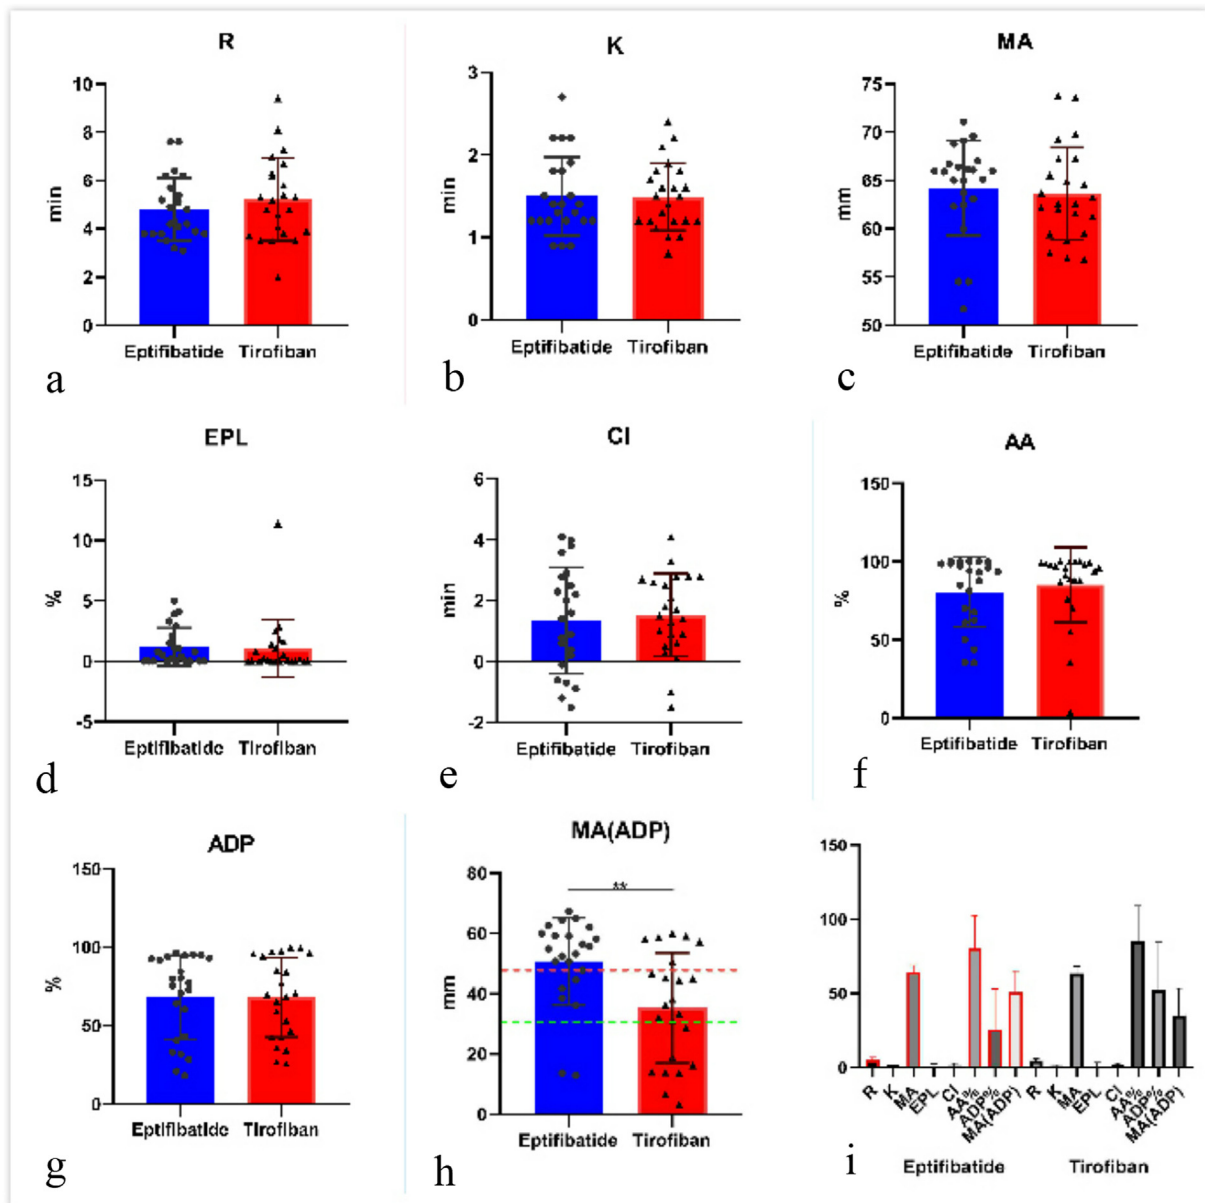 R
10
8
6
4
2
0
min
Eptifibatide Tirofiban
a
K
3
2
1
0
min
Eptifibatide Tirofiban
b
MA
75
70
65
60
55
50
mm
Eptifibatide Tirofiban
c
EPL
15
10
5
0
-5
%
Eptifibatide Tirofiban
d
CI
6
4
2
0
-2
min
Eptifibatide Tirofiban
e
AA
150
100
50
0
%
Eptifibatide Tirofiban
f
ADP
150
100
50
0
%
Eptifibatide Tirofiban
g
MA(ADP)
80
60
40
20
0
mm
**
Eptifibatide Tirofiban
h
150
100
50
0
R K MA EPL CI AA% ADP% MA(ADP) R K MA EPL CI AA% ADP% MA(ADP)
Eptifibatide Tirofiban
i